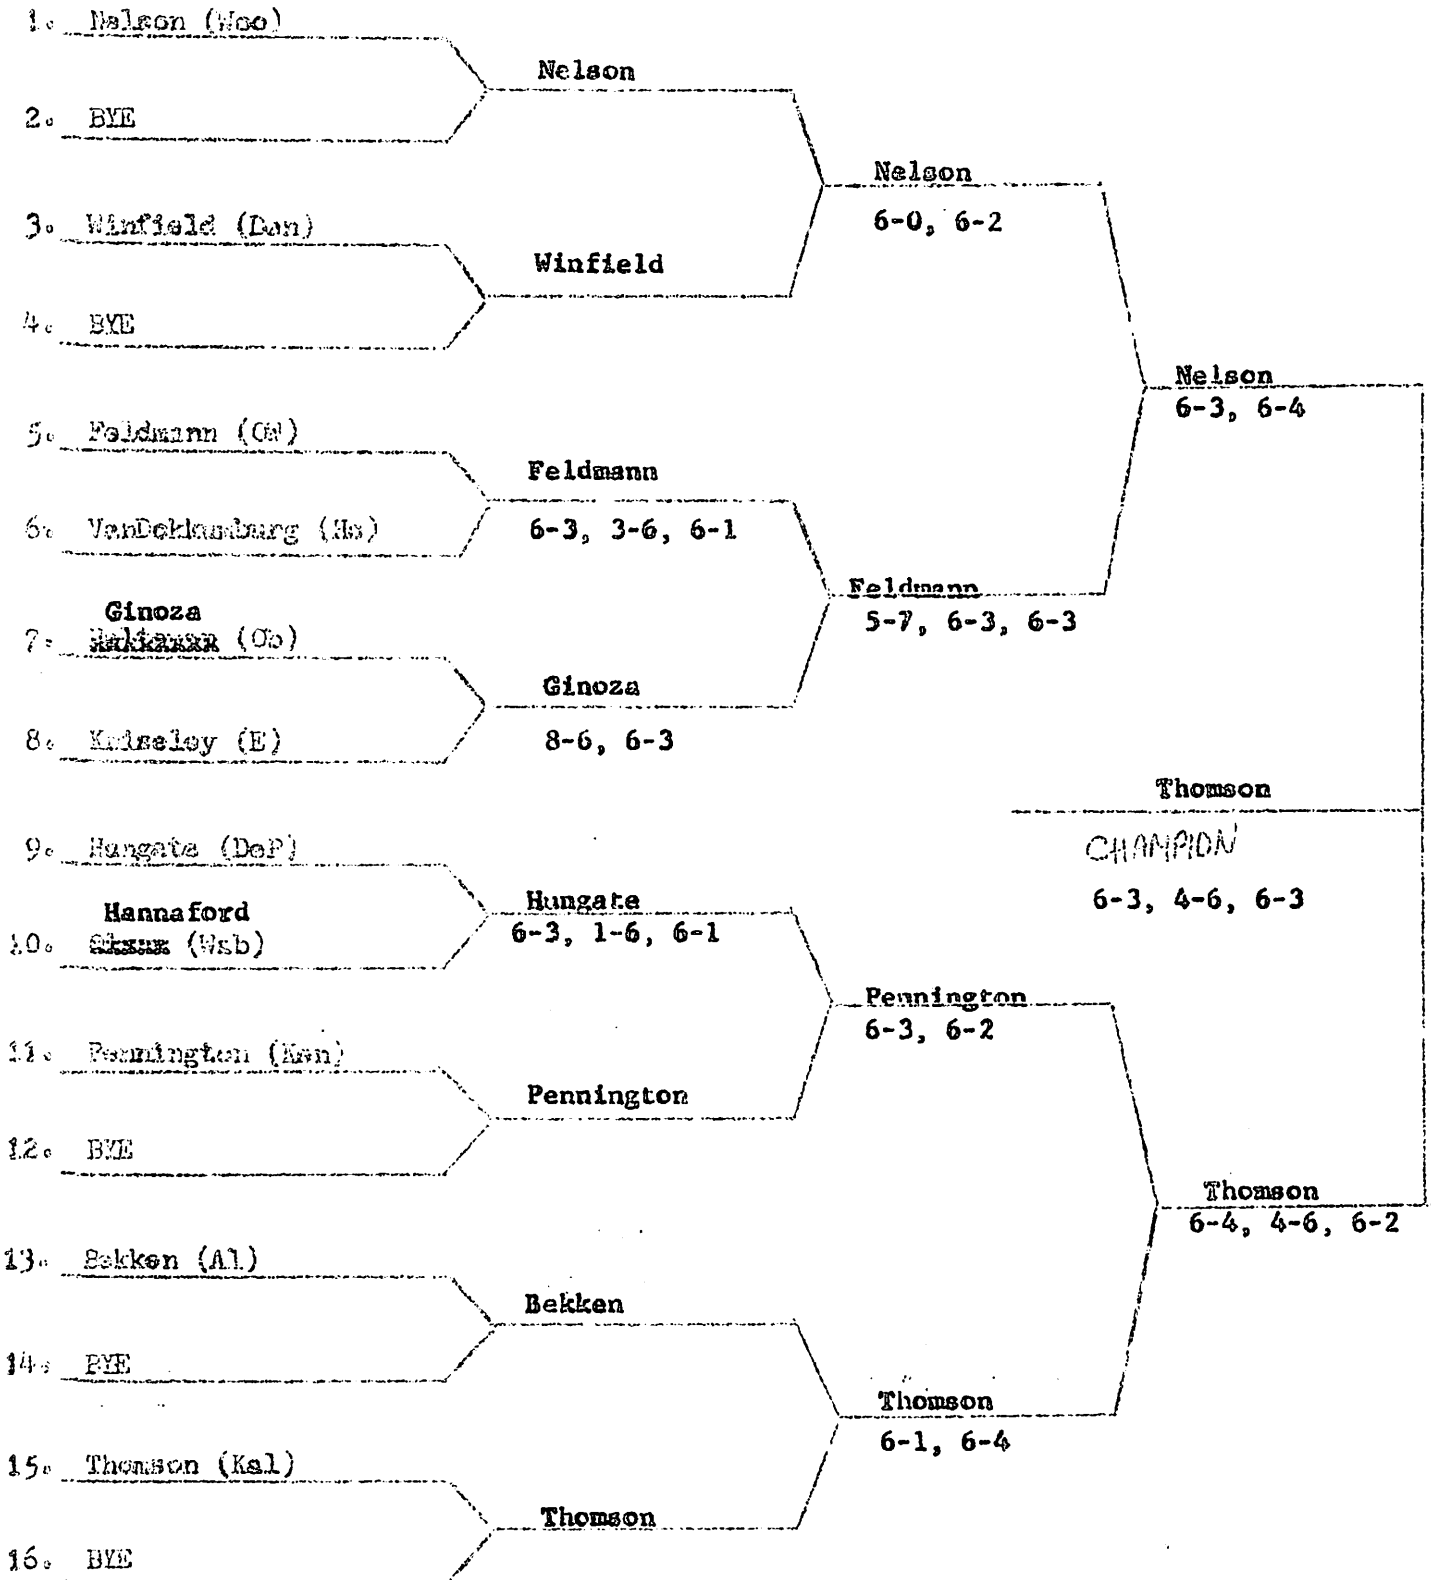 1. Nelson (Woo)
Nelson
2. BYE
Nelson
6-0, 6-2
3. Winfield (Den)
Winfield
4. BYE
Nelson
6-3, 6-4
5. Feldmann (OW)
Feldmann
6-3, 3-6, 6-1
6. (Ho)
Feldmann
5-7, 6-3, 6-3
Ginoza
7. (Ob)
Ginoza
8-6, 6-3
8. Kniseley (E)
Thomson
CHAMPION
6-3, 4-6, 6-3
9. Hungate (DeP)
Hungate
6-3, 1-6, 6-1
Hannaford
10. (Wab)
Pennington
6-3, 6-2
11. Pennington (Ken)
Pennington
12. BYE
Thomson
6-4, 4-6, 6-2
13. Bekken (Al)
Bekken
14. BYE
Thomson
6-1, 6-4
15. Thomson (Kal)
Thomson
16. BYE